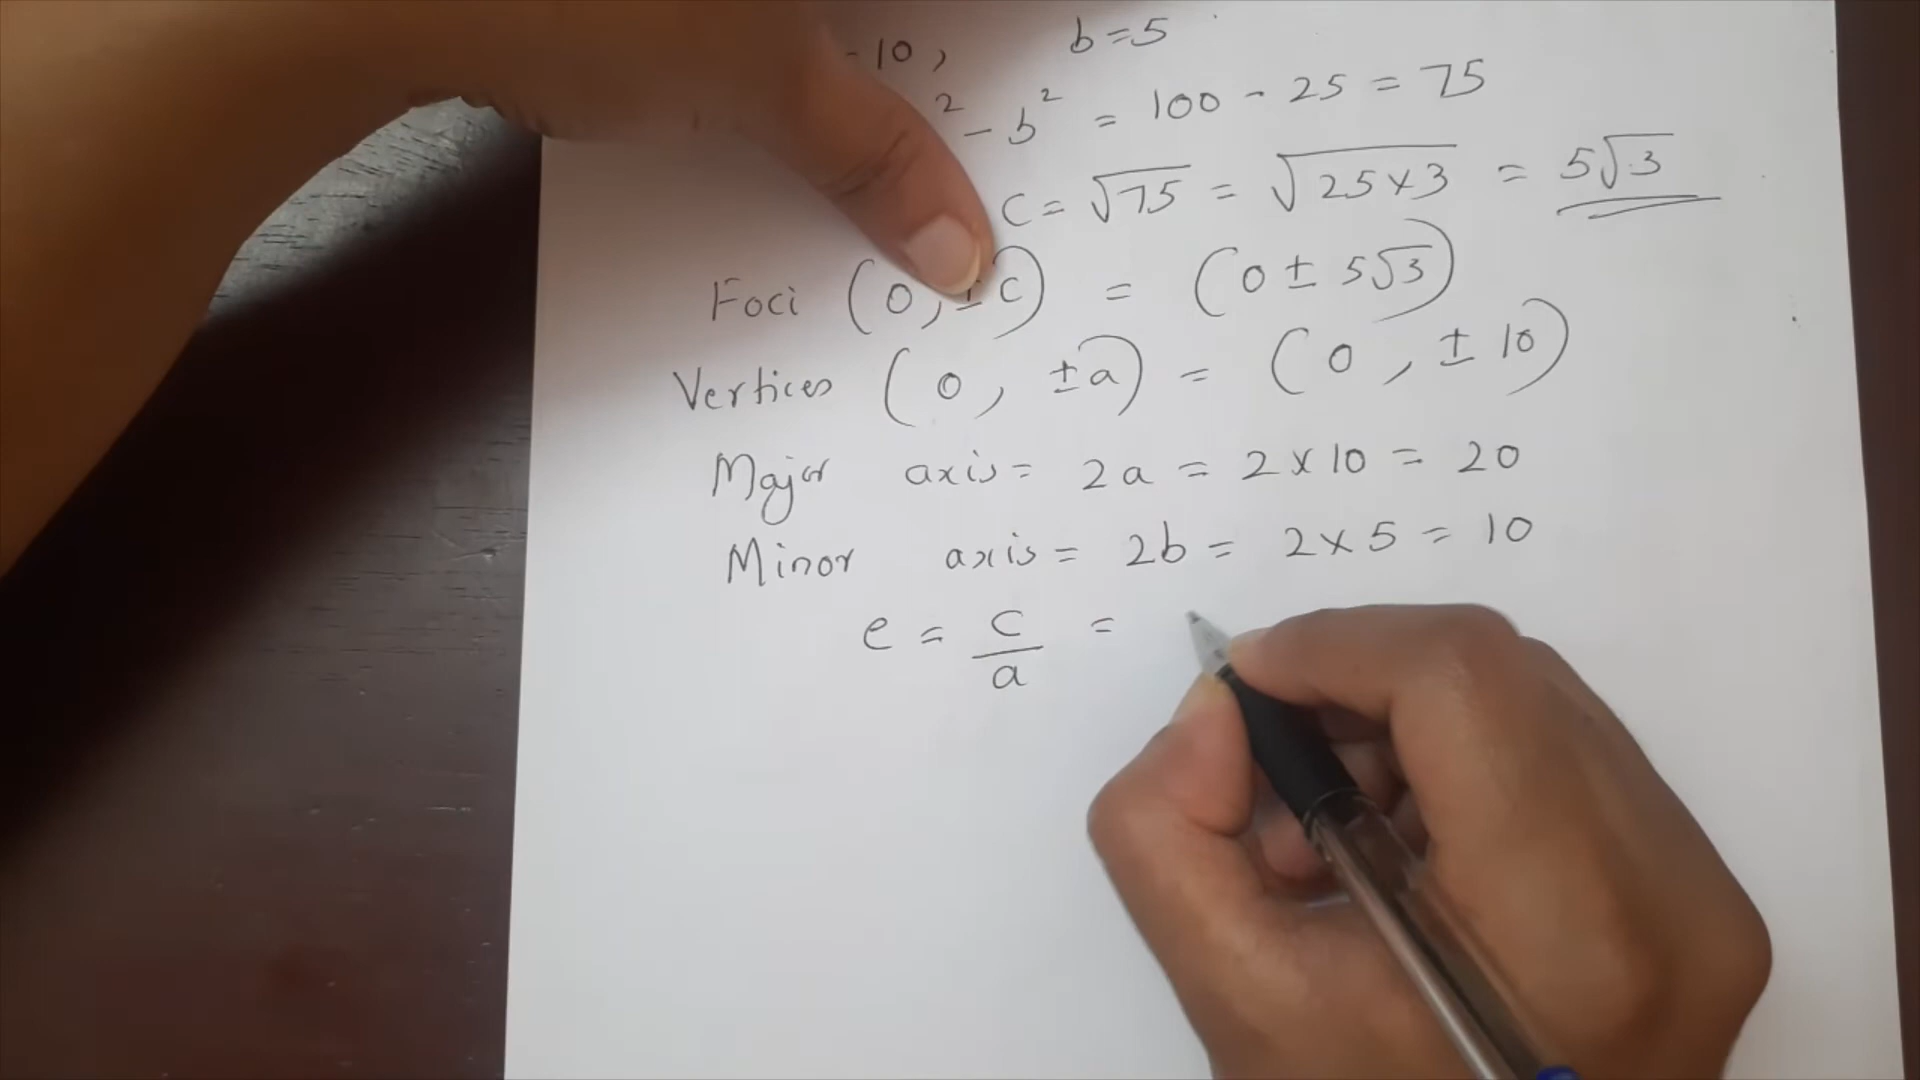 - 10, b = 5
2 - b² = 100 - 25 = 75
c = √75 = √25×3 = 5√3
Foci (0, ±c) = (0 ± 5√3)
Vertices (0, ±a) = (0, ±10)
Major axis = 2a = 2 × 10 = 20
Minor axis = 2b = 2 × 5 = 10
e = c/a =